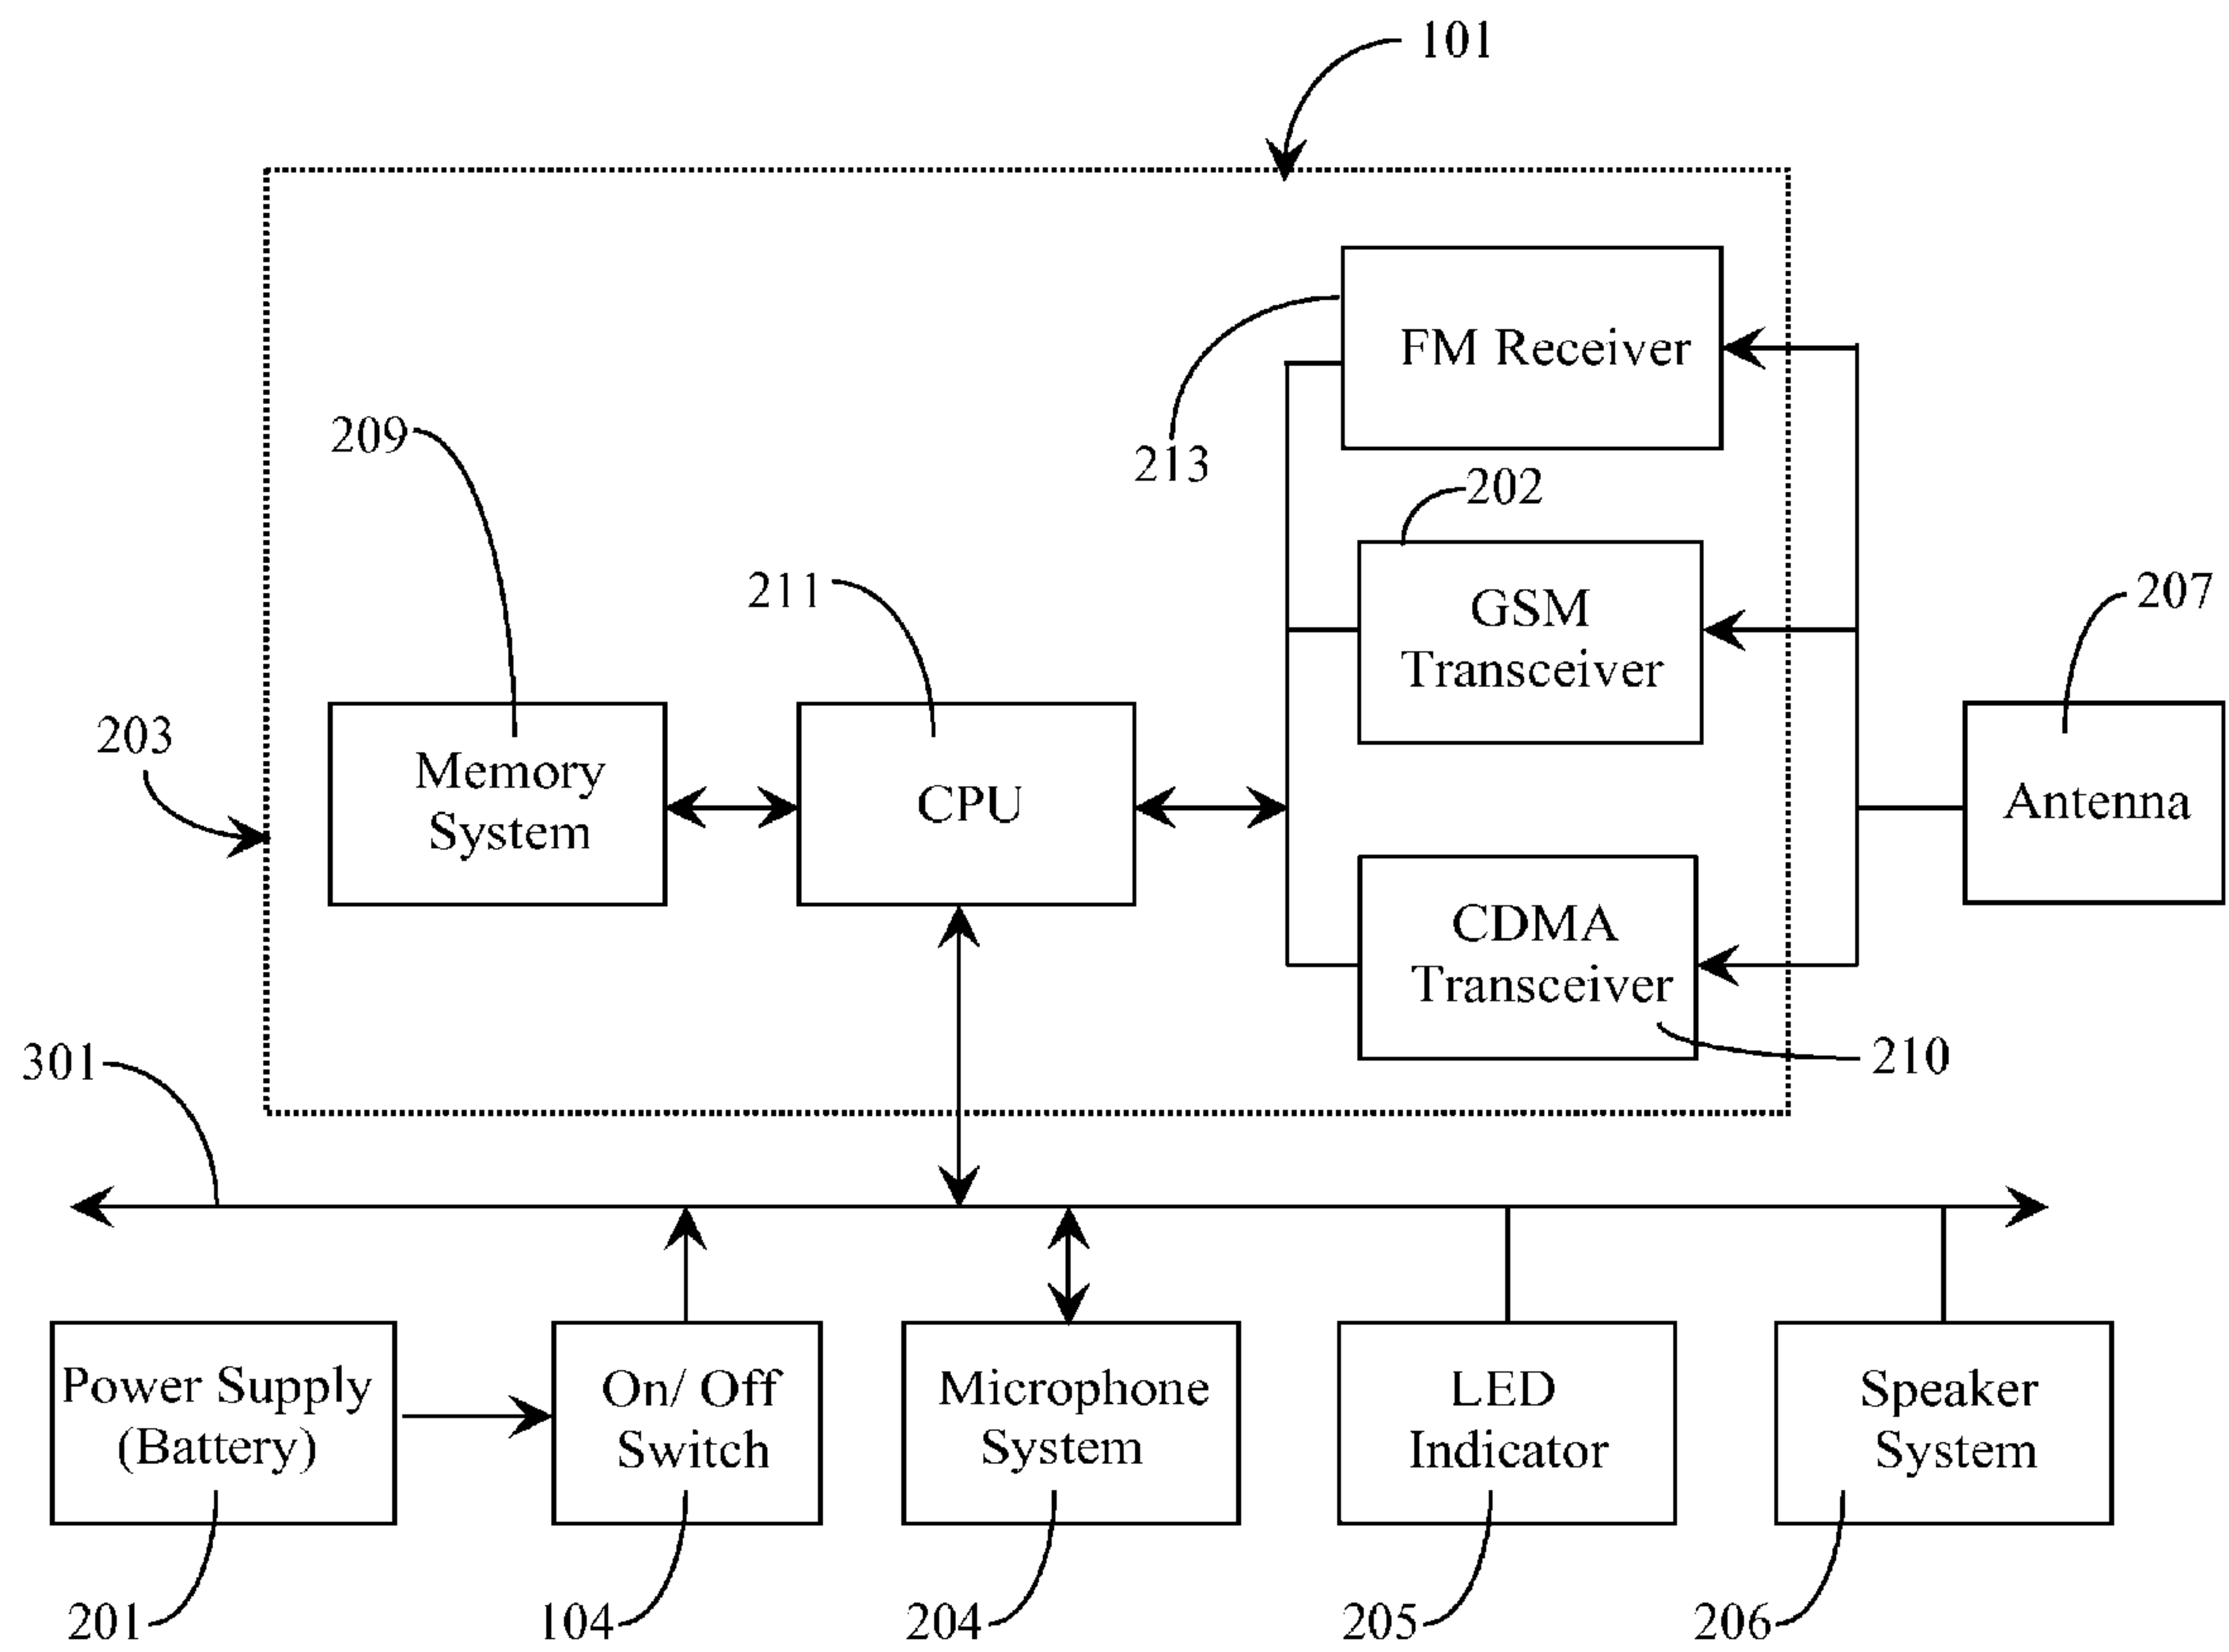 101
FM Receiver
209
213
202
211
GSM
Transceiver
207
203
Memory
System
CPU
Antenna
CDMA
Transceiver
301
210
Power Supply
(Battery)
On/ Off
Switch
Microphone
System
LED
Indicator
Speaker
System
201
104
204
205
206